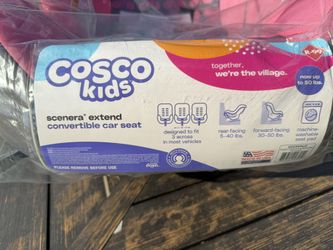 cosco
kids
together,
we're the village.
now up
to 50 lbs.
scenera extend
convertible car seat
designed to fit
3 across
in most vehicles
rear-facing
5-40 lbs.
forward-facing
30-50 lbs.
machine-
washable
seat pad
PLEASE REMOVE BEFORE USE